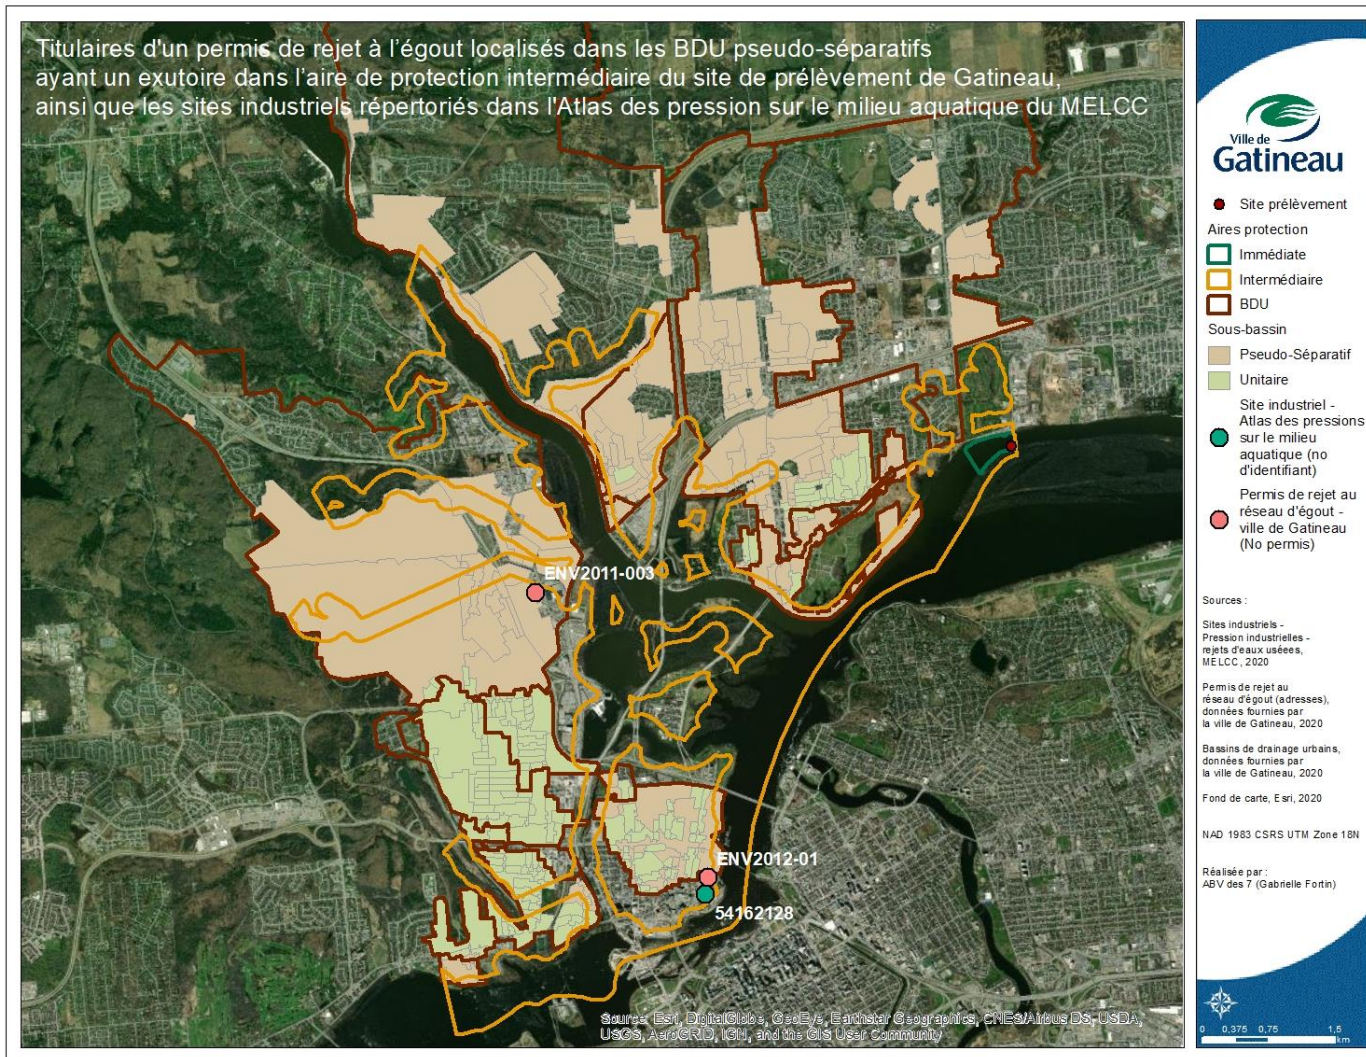 Titulaires d'un permis de rejet à l'égout localisés dans les BDU pseudo-séparatifs
ayant un exutoire dans l'aire de protection intermédiaire du site de prélèvement de Gatineau,
ainsi que les sites industriels répertoriés dans l'Atlas des pression sur le milieu aquatique du MELCC
ENV2011-003
ENV2012-01
54162128
Source: Esri, DigitalGlobe, GeoEye, Earthstar Geographics, CNES/Airbus DS, USDA,
USGS, AeroGRID, IGN, and the GIS User Community
Ville de
Gatineau
Site prélèvement
Aires protection
Immédiate
Intermédiaire
BDU
Sous-bassin
Pseudo-Séparatif
Unitaire
Site industriel -
Atlas des pressions
sur le milieu
aquatique (no
d'identifiant)
Permis de rejet au
réseau d'égout -
ville de Gatineau
(No permis)
Sources :
Sites industriels -
Pression industrielles -
rejets d'eaux usées,
MELCC, 2020
Permis de rejet au
réseau d'égout (adresses),
données fournies par
la ville de Gatineau, 2020
Bassins de drainage urbains,
données fournies par
la ville de Gatineau, 2020
Fond de carte, Esri, 2020
NAD 1983 CSRS UTM Zone 18N
Réalisée par :
ABV des 7 (Gabrielle Fortin)
0 0,375 0,75 1,5
km